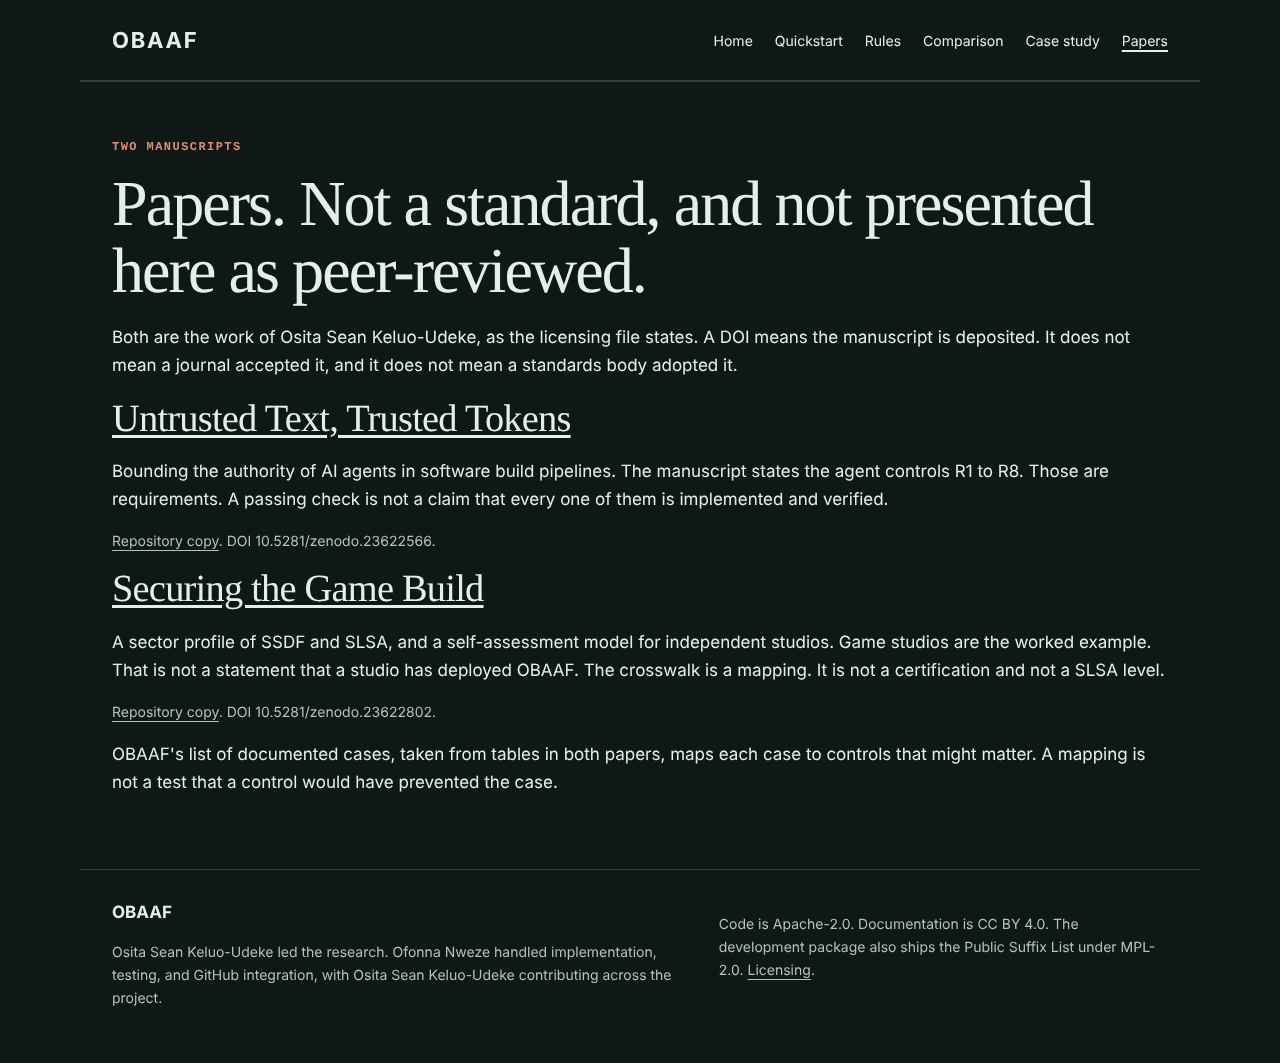 OBAAF
Home Quickstart Rules Comparison Case study Papers
TWO MANUSCRIPTS
Papers. Not a standard, and not presented
here as peer-reviewed.
Both are the work of Osita Sean Keluo-Udeke, as the licensing file states. A DOI means the manuscript is deposited. It does not
mean a journal accepted it, and it does not mean a standards body adopted it.
Untrusted Text, Trusted Tokens
Bounding the authority of AI agents in software build pipelines. The manuscript states the agent controls R1 to R8. Those are
requirements. A passing check is not a claim that every one of them is implemented and verified.
Repository copy. DOI 10.5281/zenodo.23622566.
Securing the Game Build
A sector profile of SSDF and SLSA, and a self-assessment model for independent studios. Game studios are the worked example.
That is not a statement that a studio has deployed OBAAF. The crosswalk is a mapping. It is not a certification and not a SLSA level.
Repository copy. DOI 10.5281/zenodo.23622802.
OBAAF's list of documented cases, taken from tables in both papers, maps each case to controls that might matter. A mapping is
not a test that a control would have prevented the case.
OBAAF
Osita Sean Keluo-Udeke led the research. Ofonna Nweze handled implementation,
testing, and GitHub integration, with Osita Sean Keluo-Udeke contributing across the
project.
Code is Apache-2.0. Documentation is CC BY 4.0. The
development package also ships the Public Suffix List under MPL-
2.0. Licensing.